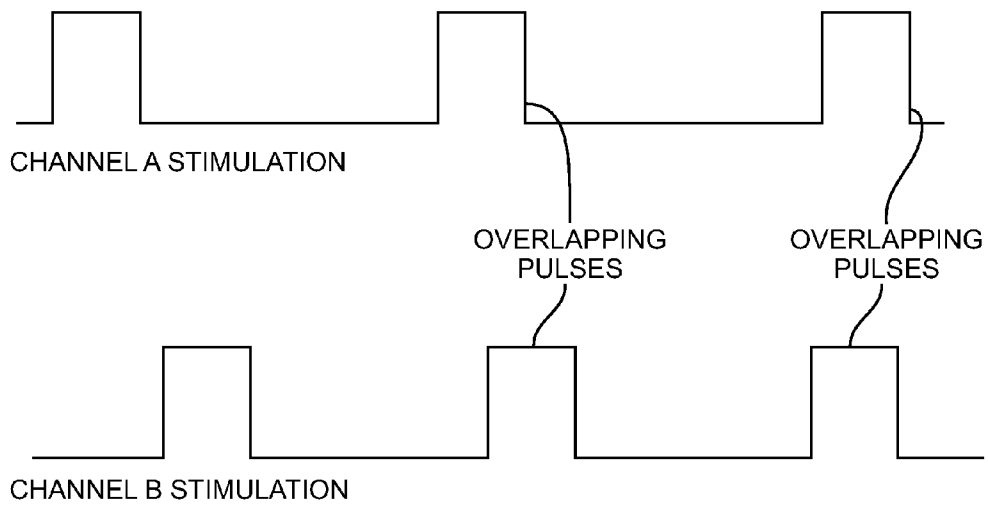 CHANNEL A STIMULATION
OVERLAPPING
PULSES
OVERLAPPING
PULSES
CHANNEL B STIMULATION